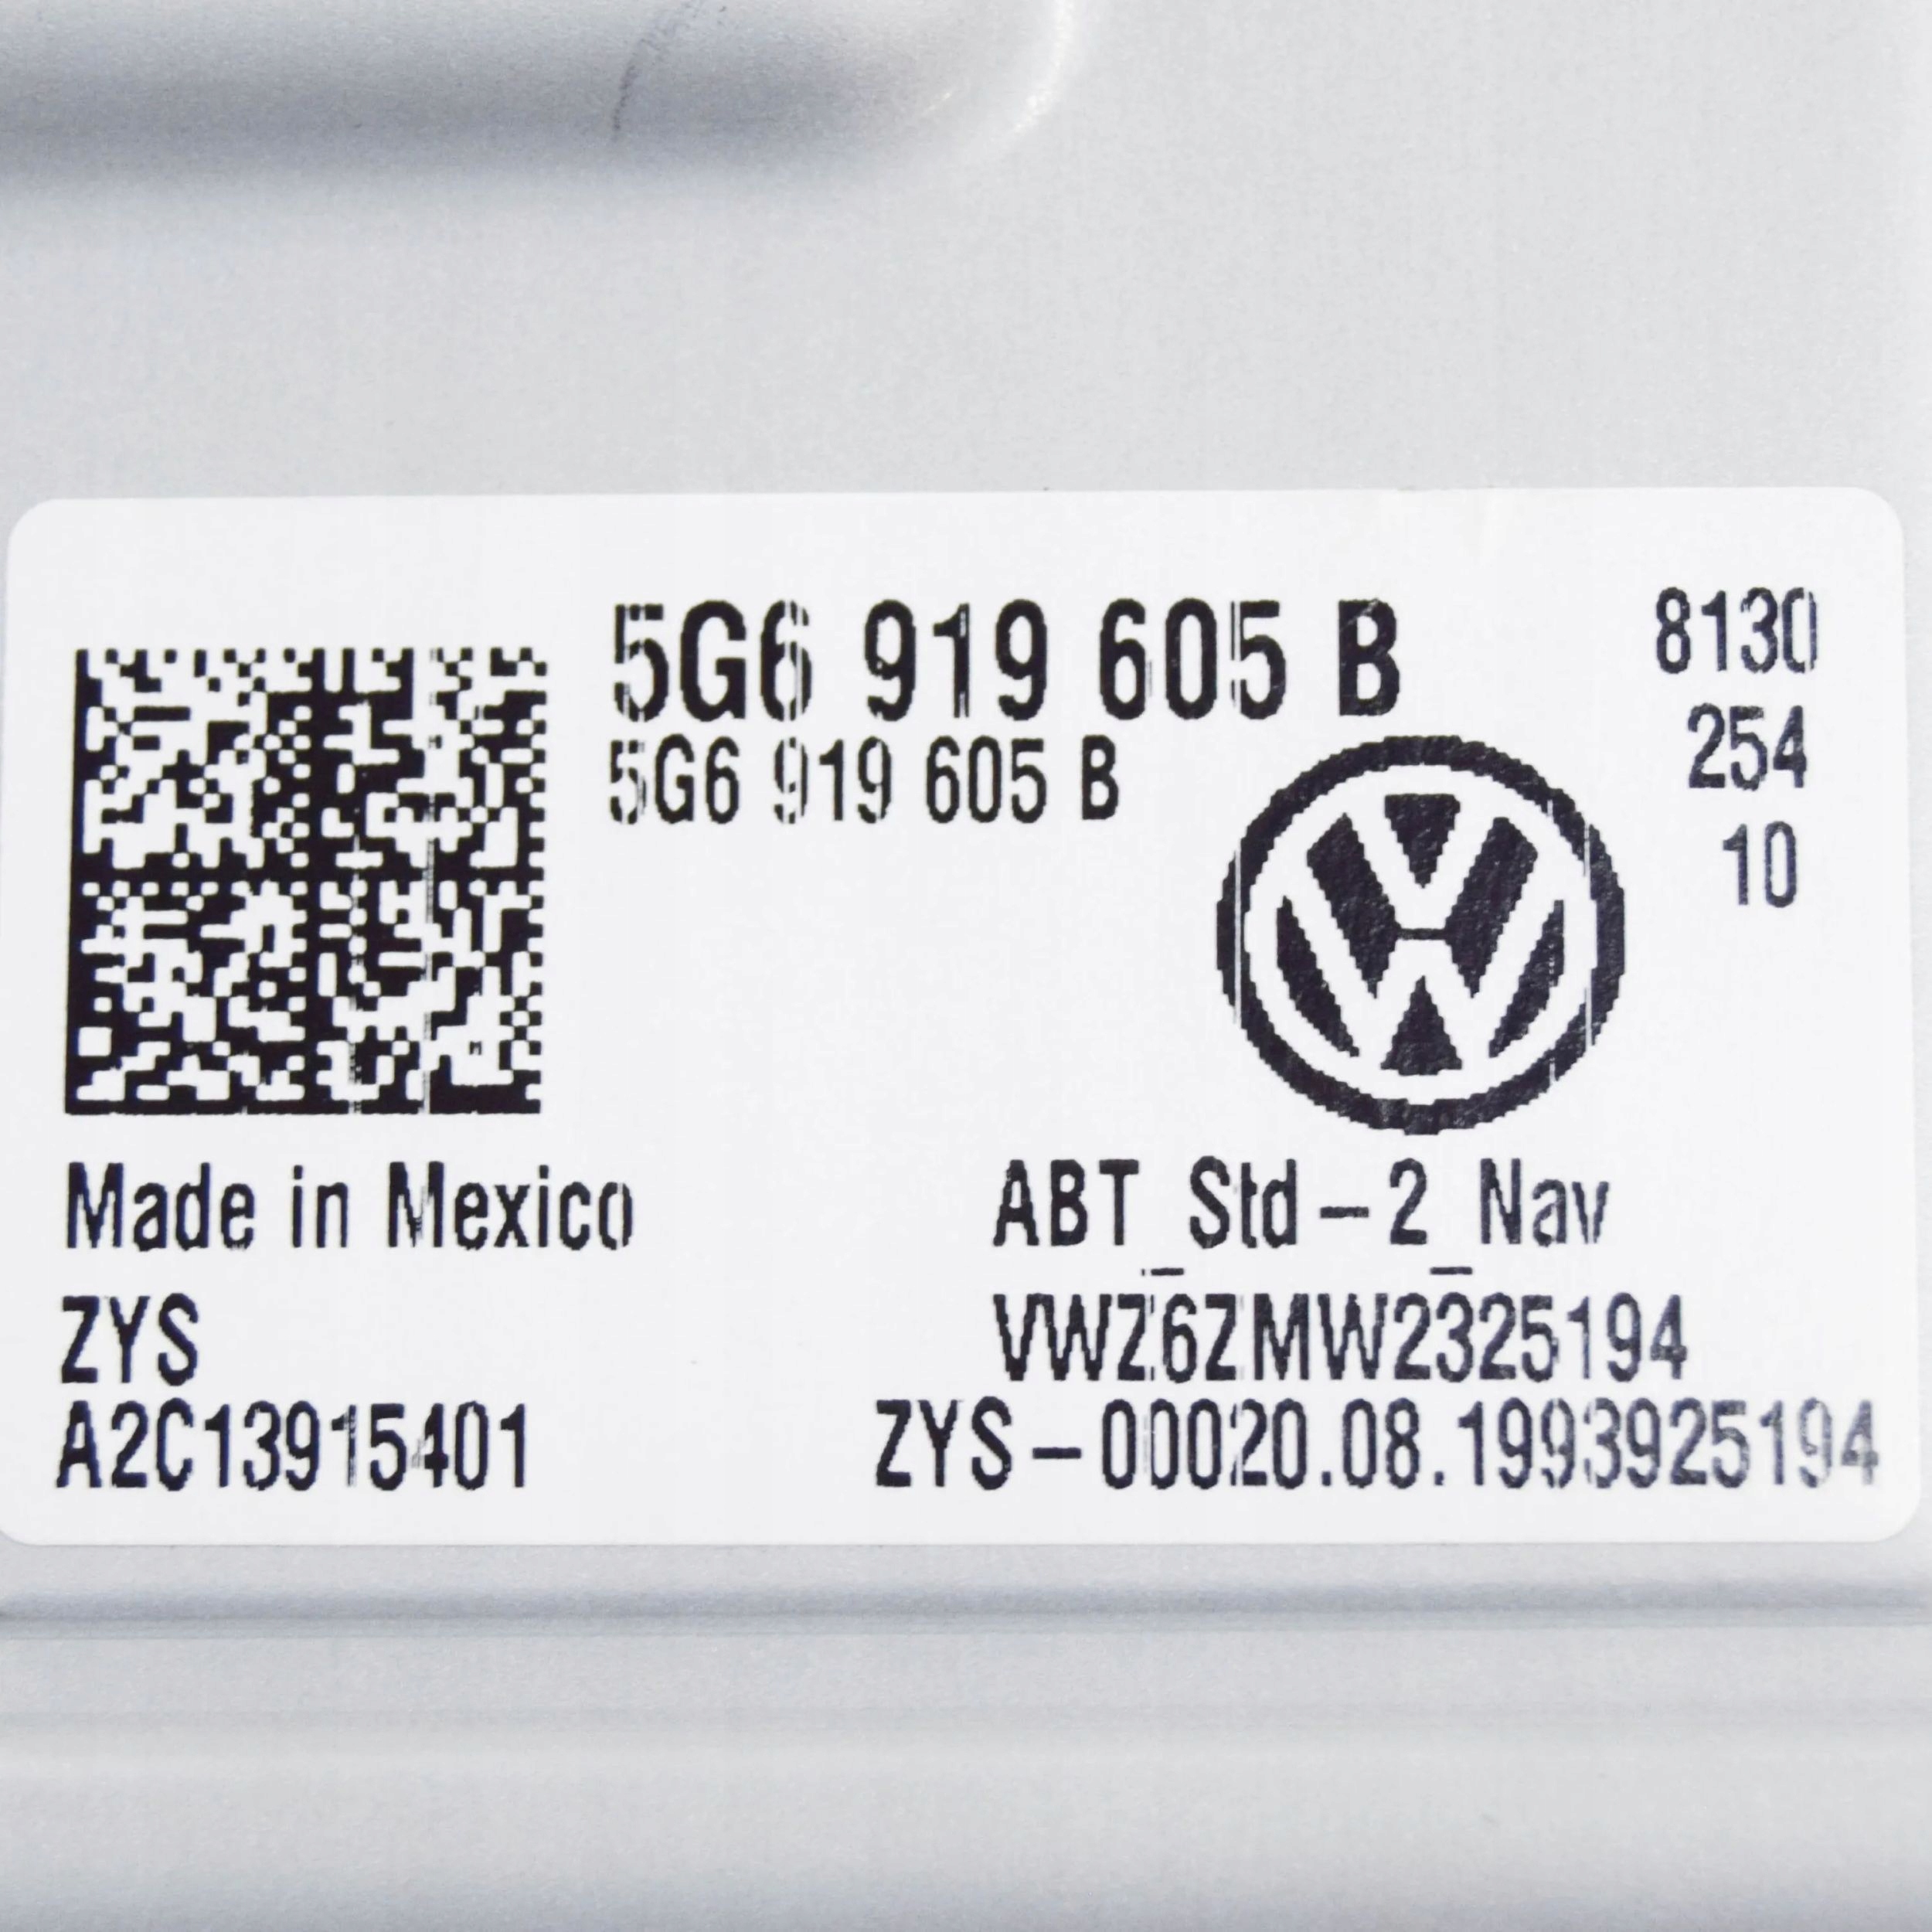 5G6 919 605 B
5G6 919 605 B
8130
254
10
Made in Mexico
ABT_Std-2_Nav
ZYS
VWZ6ZMW2325194
A2C13915401
ZYS-00020.08.1993925194